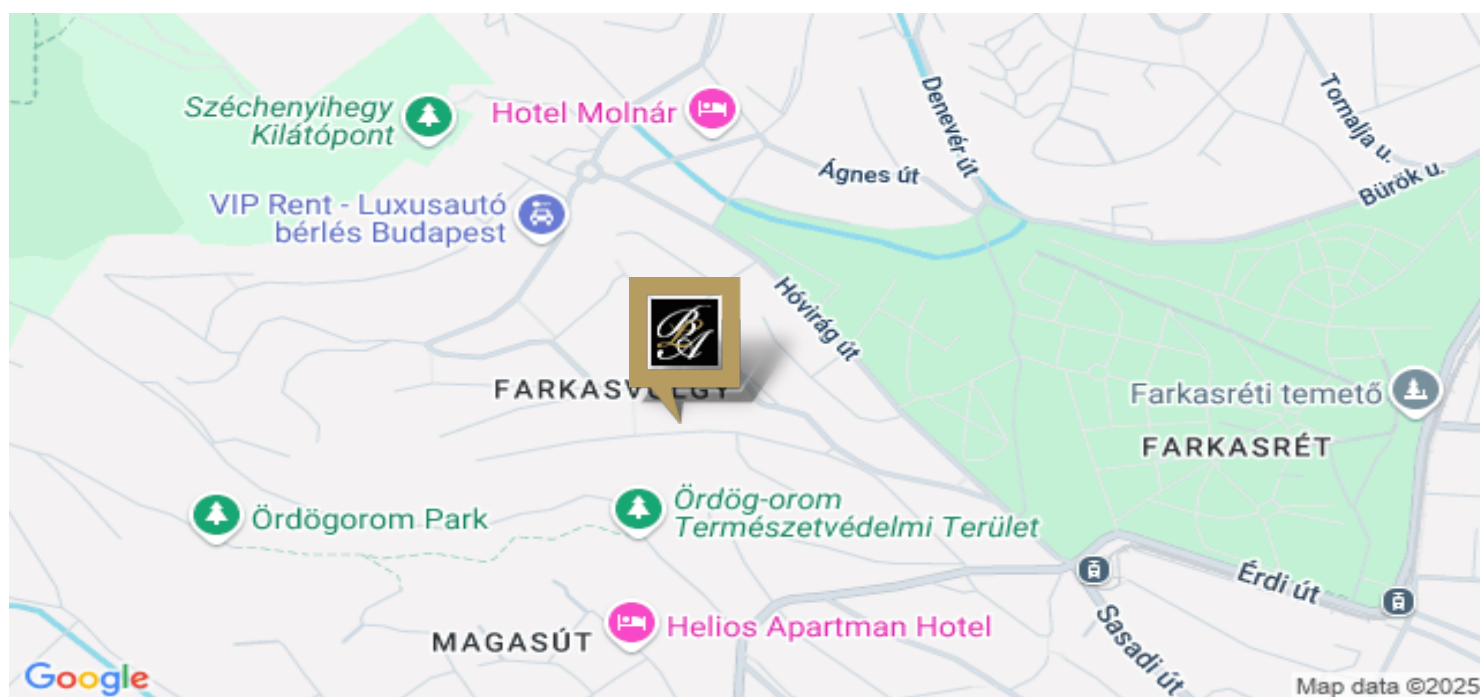 Széchenyihegy
Kilátópont
Hotel Molnár
Denevér út
Tornalja u.
Ágnes út
Bürök u.
VIP Rent - Luxusautó
bérlés Budapest
Hóvirág út
BLA
FARKASVÖLGY
Farkasréti temető
FARKASRÉT
Ördögorom Park
Ördög-orom
Természetvédelmi Terület
Érdi út
Sasadi út
MAGASÚT
Helios Apartman Hotel
Google
Map data ©2025